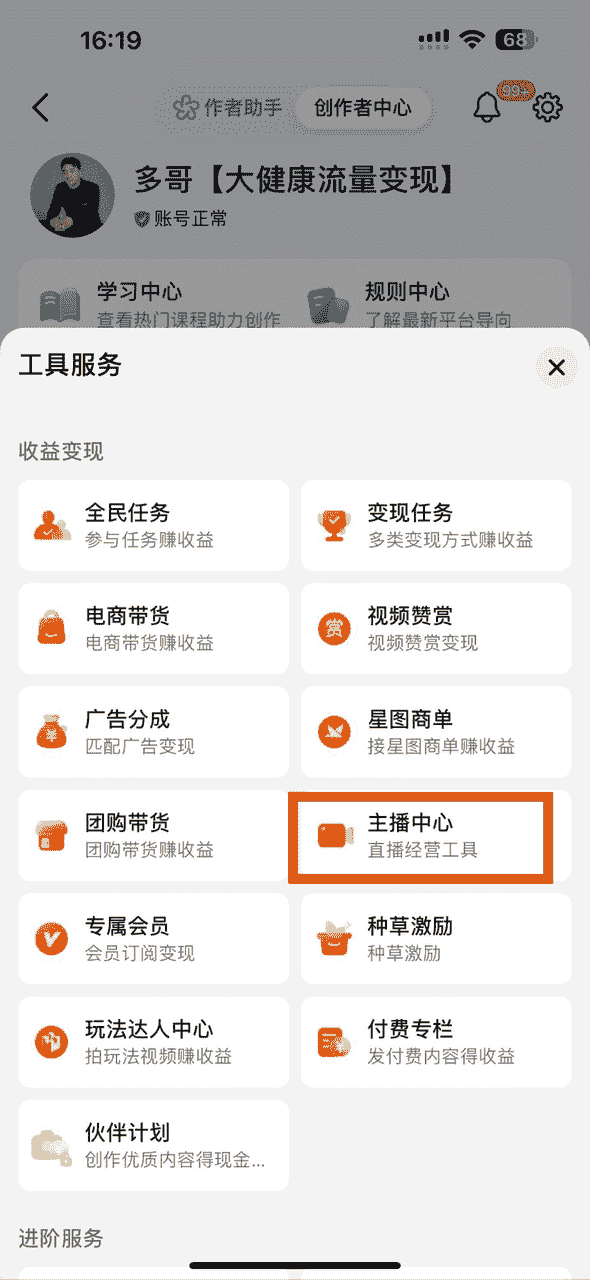 16:19
68
作者助手
创作者中心
99+
多哥【大健康流量变现】
账号正常
学习中心
规则中心
查看热门课程助力创作
了解最新平台导向
工具服务
收益变现
全民任务
变现任务
参与任务赚收益
多类变现方式赚收益
电商带货
视频赞赏
电商带货赚收益
赏
视频赞赏变现
广告分成
星图商单
匹配广告变现
接星图商单赚收益
团购带货
主播中心
团购带货赚收益
直播经营工具
专属会员
种草激励
会员订阅变现
种草激励
玩法达人中心
付费专栏
拍玩法视频赚收益
发付费内容得收益
伙伴计划
创作优质内容得现金...
进阶服务